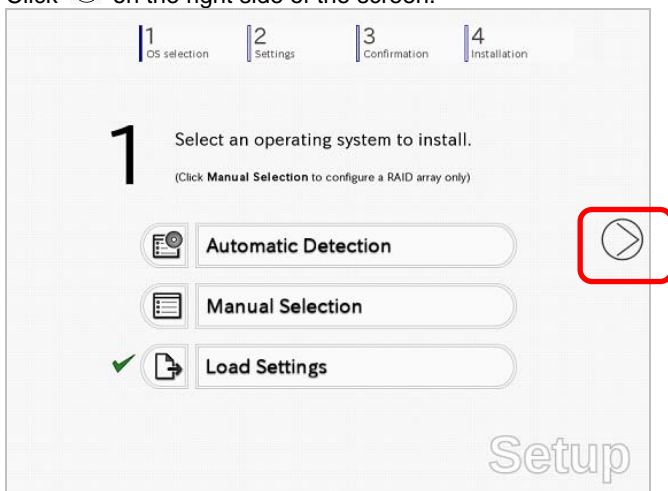 Click on the right side of the screen.
1 2 3 4
OS selection Settings Confirmation Installation
1 Select an operating system to install.
(Click Manual Selection to configure a RAID array only)
Automatic Detection
Manual Selection
Load Settings
Setup